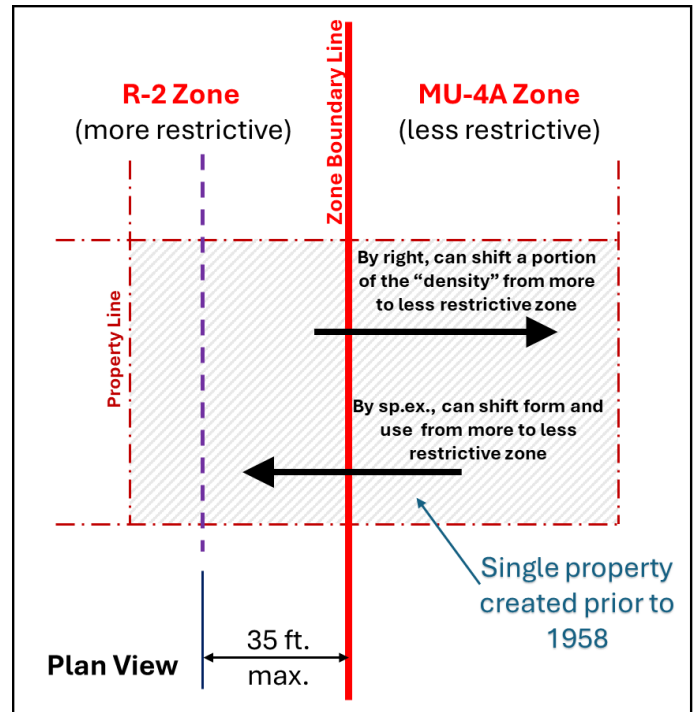 R-2 Zone
(more restrictive)
Zone Boundary Line
MU-4A Zone
(less restrictive)
Property Line
By right, can shift a portion
of the “density” from more
to less restrictive zone
By sp.ex., can shift form and
use from more to less
restrictive zone
Single property
created prior to
1958
Plan View
35 ft.
max.